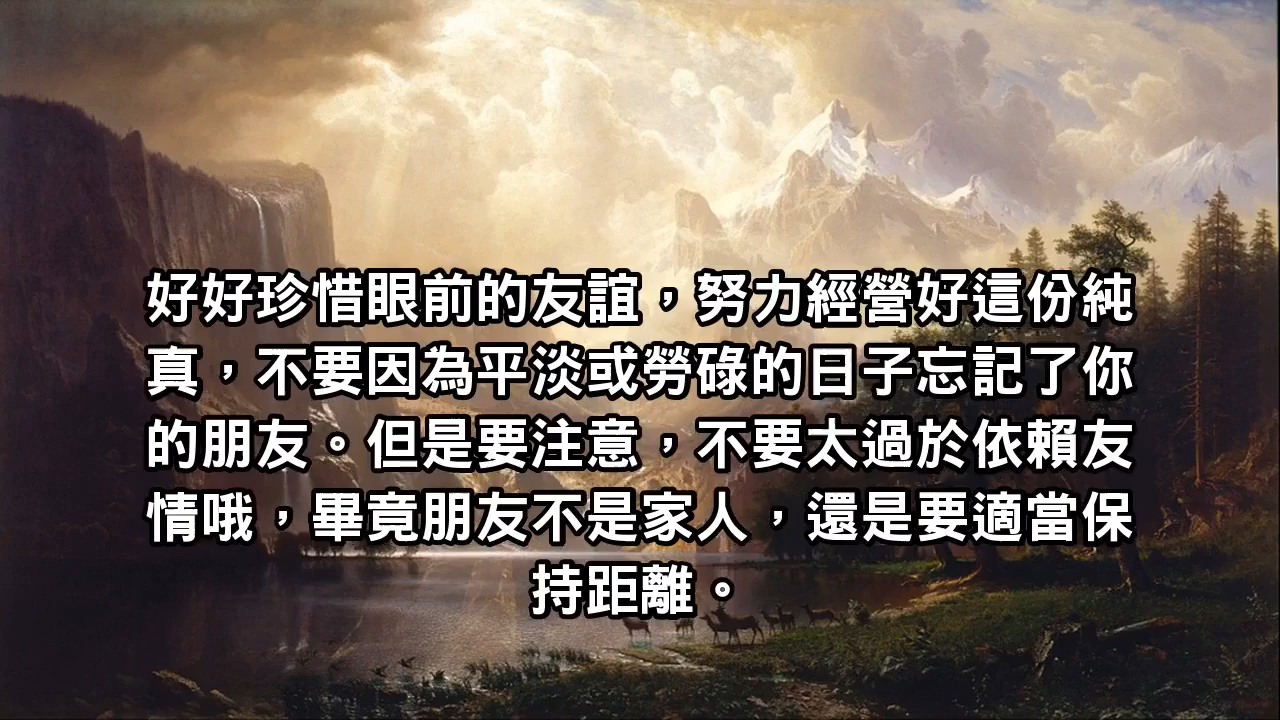 好好珍惜眼前的友誼，努力經營好這份純
真，不要因為平淡或勞碌的日子忘記了你
的朋友。但是要注意，不要太過於依賴友
情哦，畢竟朋友不是家人，還是要適當保
持距離。